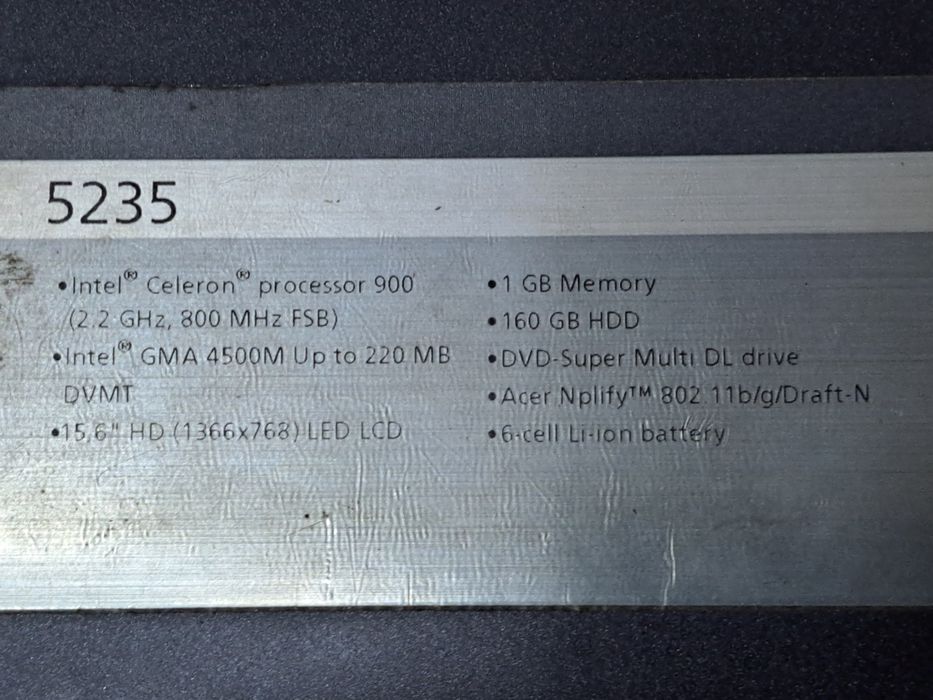 5235
•Intel® Celeron® processor 900
(2.2 GHz, 800 MHz FSB)
•Intel® GMA 4500M Up to 220 MB
DVMT
•15,6" HD (1366x768) LED LCD
•1 GB Memory
•160 GB HDD
•DVD-Super Multi DL drive
•Acer Nplify™ 802.11b/g/Draft-N
•6-cell Li-ion battery